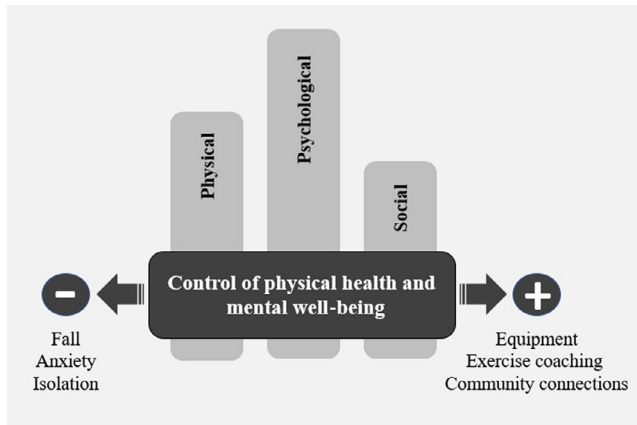 Physical
Psychological
Social
Control of physical health and
mental well-being
Fall
Anxiety
Isolation
Equipment
Exercise coaching
Community connections